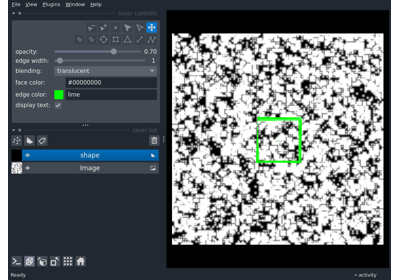 File View Plugins Window Help
layer controls
opacity: 0.70
edge width: 1
blending: translucent
face color: #00000000
edge color: lime
display text:
layer list
shape
Image
Ready
activity